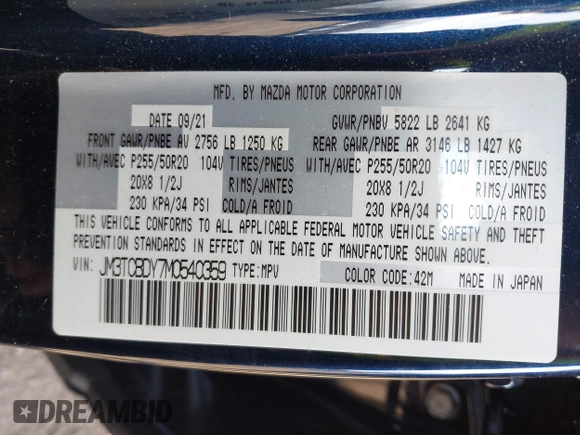 MFD. BY MAZDA MOTOR CORPORATION
DATE 09/21 GVWR/PNBV 5822 LB 2641 KG
FRONT GAWR/PNBE AV 2756 LB 1250 KG REAR GAWR/PNBE AR 3146 LB 1427 KG
WITH/AVEC P255/50R20 104V TIRES/PNEUS WITH/AVEC P255/50R20 104V TIRES/PNEUS
20X8 1/2J RIMS/JANTES 20X8 1/2J RIMS/JANTES
230 KPA/34 PSI COLD/A FROID 230 KPA/34 PSI COLD/A FROID
THIS VEHICLE CONFORMS TO ALL APPLICABLE FEDERAL MOTOR VEHICLE SAFETY AND THEFT
PREVENTION STANDARDS IN EFFECT ON THE DATE OF MANUFACTURE SHOWN ABOVE.
VIN: JM3TCBDY7M0540359 TYPE:MPV COLOR CODE:42M MADE IN JAPAN
DREAMBID